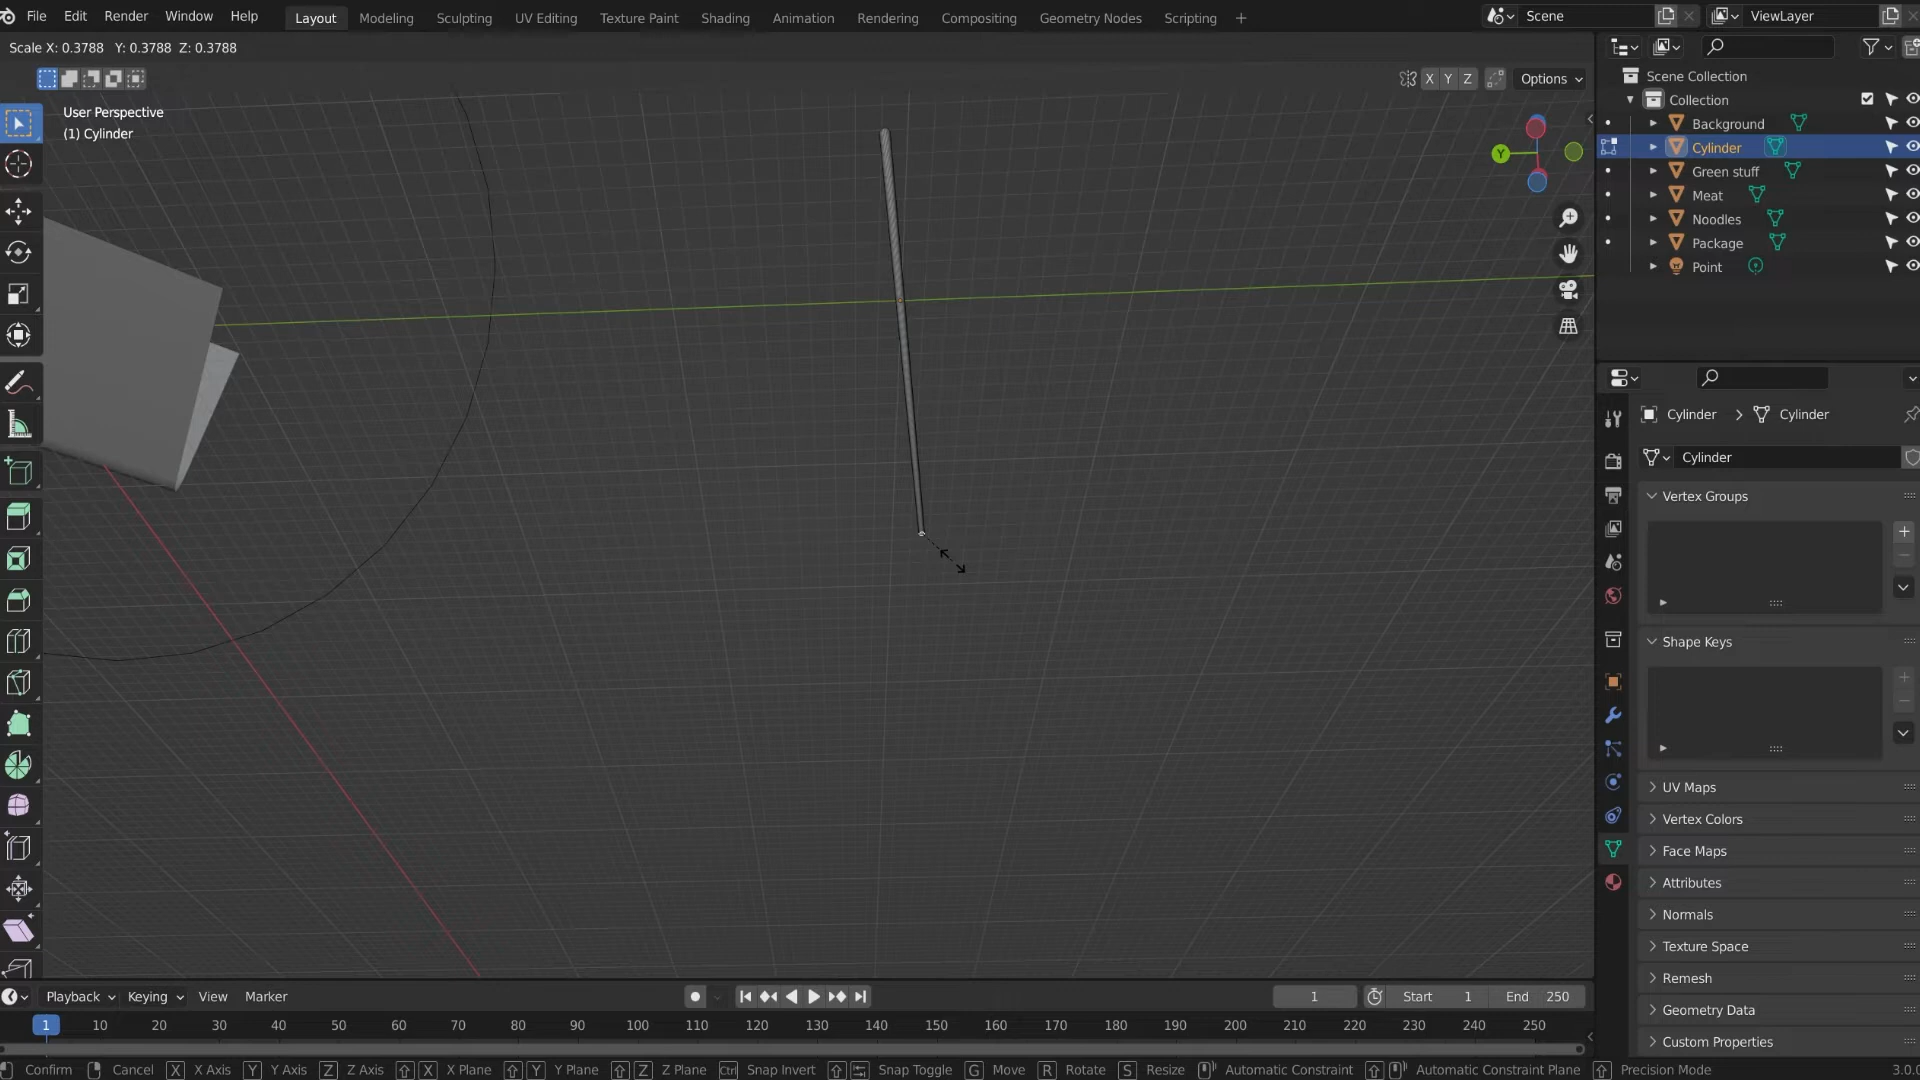 File Edit Render Window Help Layout Modeling Sculpting UV Editing Texture Paint Shading Animation Rendering Compositing Geometry Nodes Scripting + Scene ViewLayer
Scale X: 0.3788 Y: 0.3788 Z: 0.3788
X Y Z Options
User Perspective
(1) Cylinder
Y
Scene Collection
Collection
Background
Cylinder
Green stuff
Meat
Noodles
Package
Point
Cylinder > Cylinder
Cylinder
Vertex Groups
Shape Keys
UV Maps
Vertex Colors
Face Maps
Attributes
Normals
Texture Space
Remesh
Geometry Data
Custom Properties
Playback Keying View Marker 1 Start 1 End 250
1 10 20 30 40 50 60 70 80 90 100 110 120 130 140 150 160 170 180 190 200 210 220 230 240 250
Confirm Cancel X X Axis Y Y Axis Z Z Axis X X Plane Y Y Plane Z Z Plane Ctrl Snap Invert Snap Toggle G Move R Rotate S Resize Automatic Constraint Automatic Constraint Plane Precision Mode